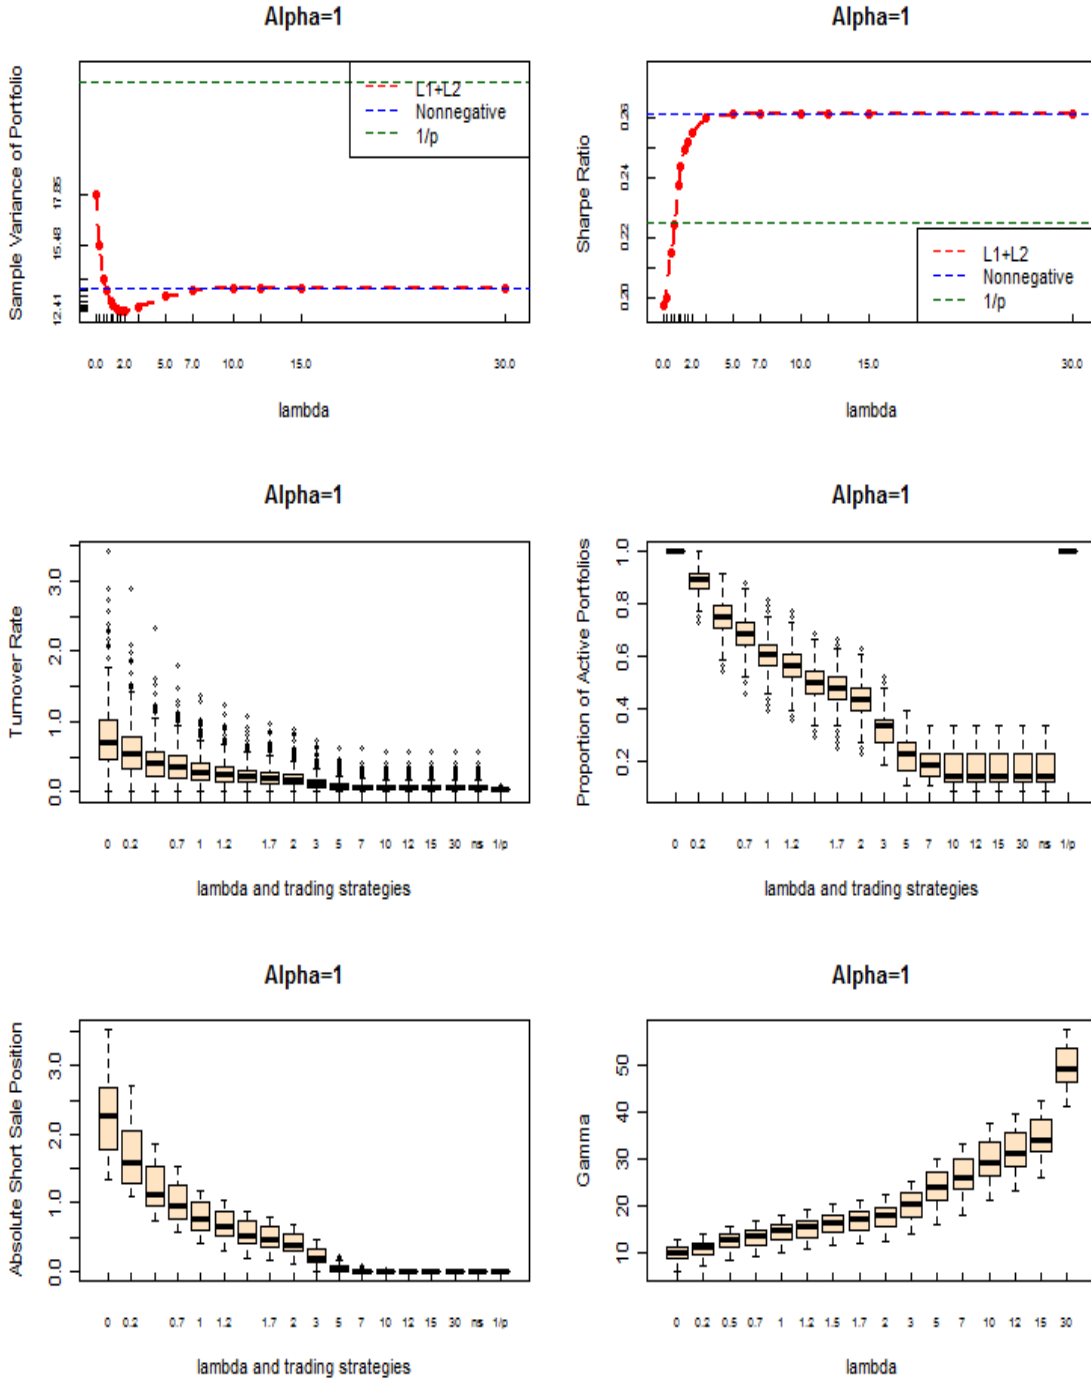 Alpha=1
Sample Variance of Portfolio
17.85
15.48
12.41
L1+L2
Nonnegative
1/p
0.0 2.0 5.0 7.0 10.0 15.0 30.0
lambda
Alpha=1
Sharpe Ratio
0.26
0.24
0.22
0.20
L1+L2
Nonnegative
1/p
0.0 2.0 5.0 7.0 10.0 15.0 30.0
lambda
Alpha=1
Turnover Rate
3.0
2.0
1.0
0.0
0 0.2 0.7 1 1.2 1.7 2 3 5 7 10 12 15 30 ns 1/p
lambda and trading strategies
Alpha=1
Proportion of Active Portfolios
1.0
0.8
0.6
0.4
0.2
0 0.2 0.7 1 1.2 1.7 2 3 5 7 10 12 15 30 ns 1/p
lambda and trading strategies
Alpha=1
Absolute Short Sale Position
3.0
2.0
1.0
0.0
0 0.2 0.7 1 1.2 1.7 2 3 5 7 10 12 15 30 ns 1/p
lambda and trading strategies
Alpha=1
Gamma
50
40
30
20
10
0 0.2 0.5 0.7 1 1.2 1.5 1.7 2 3 5 7 10 12 15 30
lambda